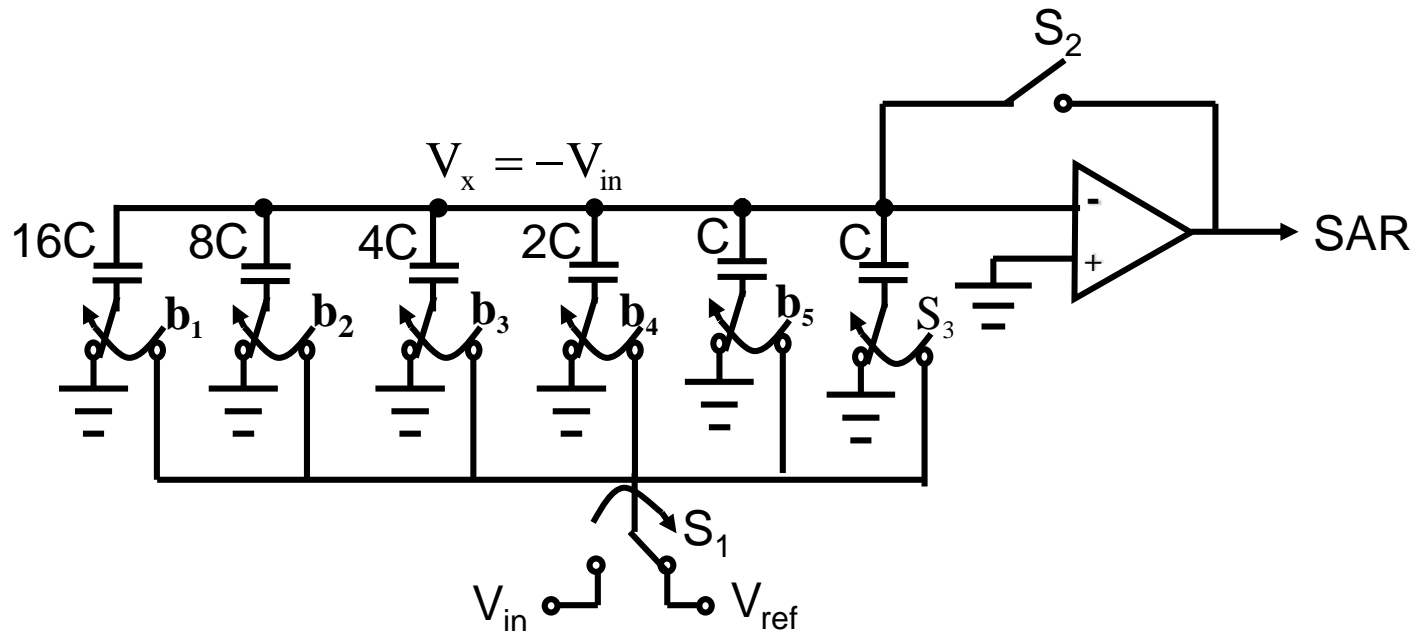 S₂
Vₓ = −Vᵢₙ
16C 8C 4C 2C C C
- 
+
SAR
b₁ b₂ b₃ b₄ b₅ S₃
S₁
Vᵢₙ Vref